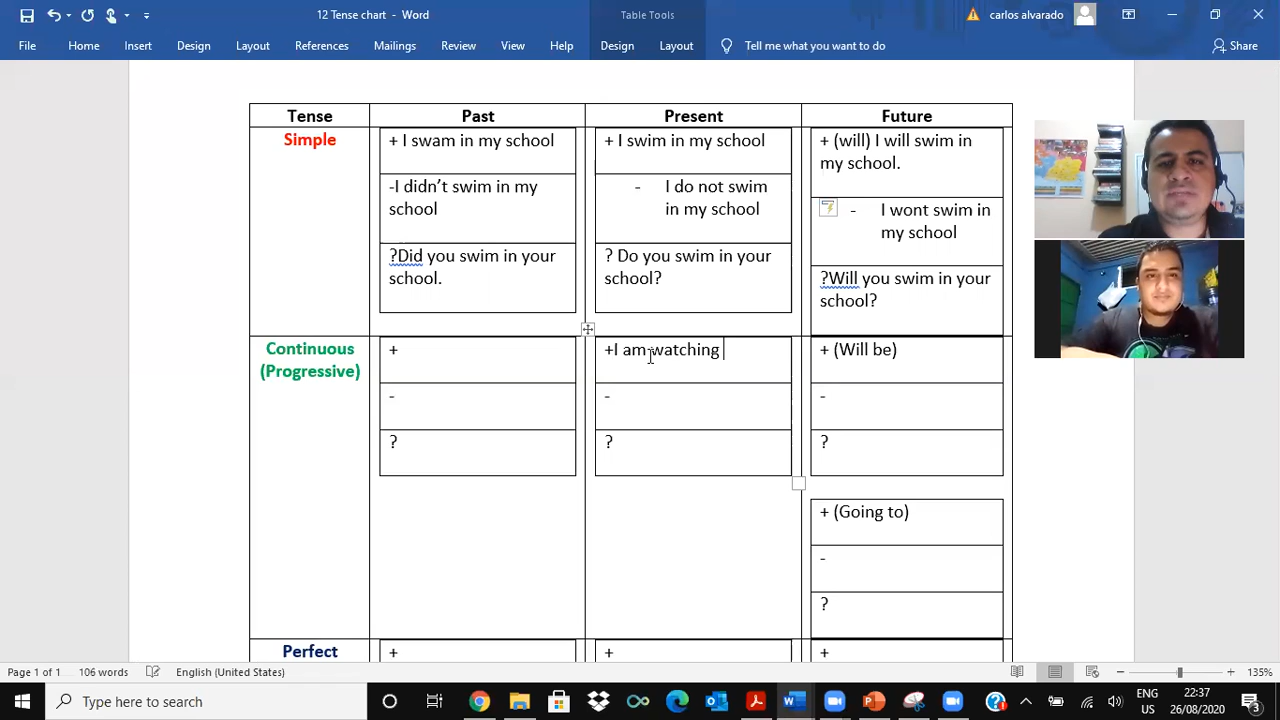 12 Tense chart - Word
Table Tools
carlos alvarado
File Home Insert Design Layout References Mailings Review View Help Design Layout Tell me what you want to do Share
Tense Past Present Future
Simple
+ I swam in my school
-I didn't swim in my
school
?Did you swim in your
school.
+ I swim in my school
- I do not swim
in my school
? Do you swim in your
school?
+ (will) I will swim in
my school.
- I wont swim in
my school
?Will you swim in your
school?
Continuous
(Progressive)
+
-
?
+I am watching
-
?
+ (Will be)
-
?
+ (Going to)
-
?
Perfect + + +
Page 1 of 1 106 words English (United States) 135%
Type here to search
ENG
22:37
26/08/2020
3